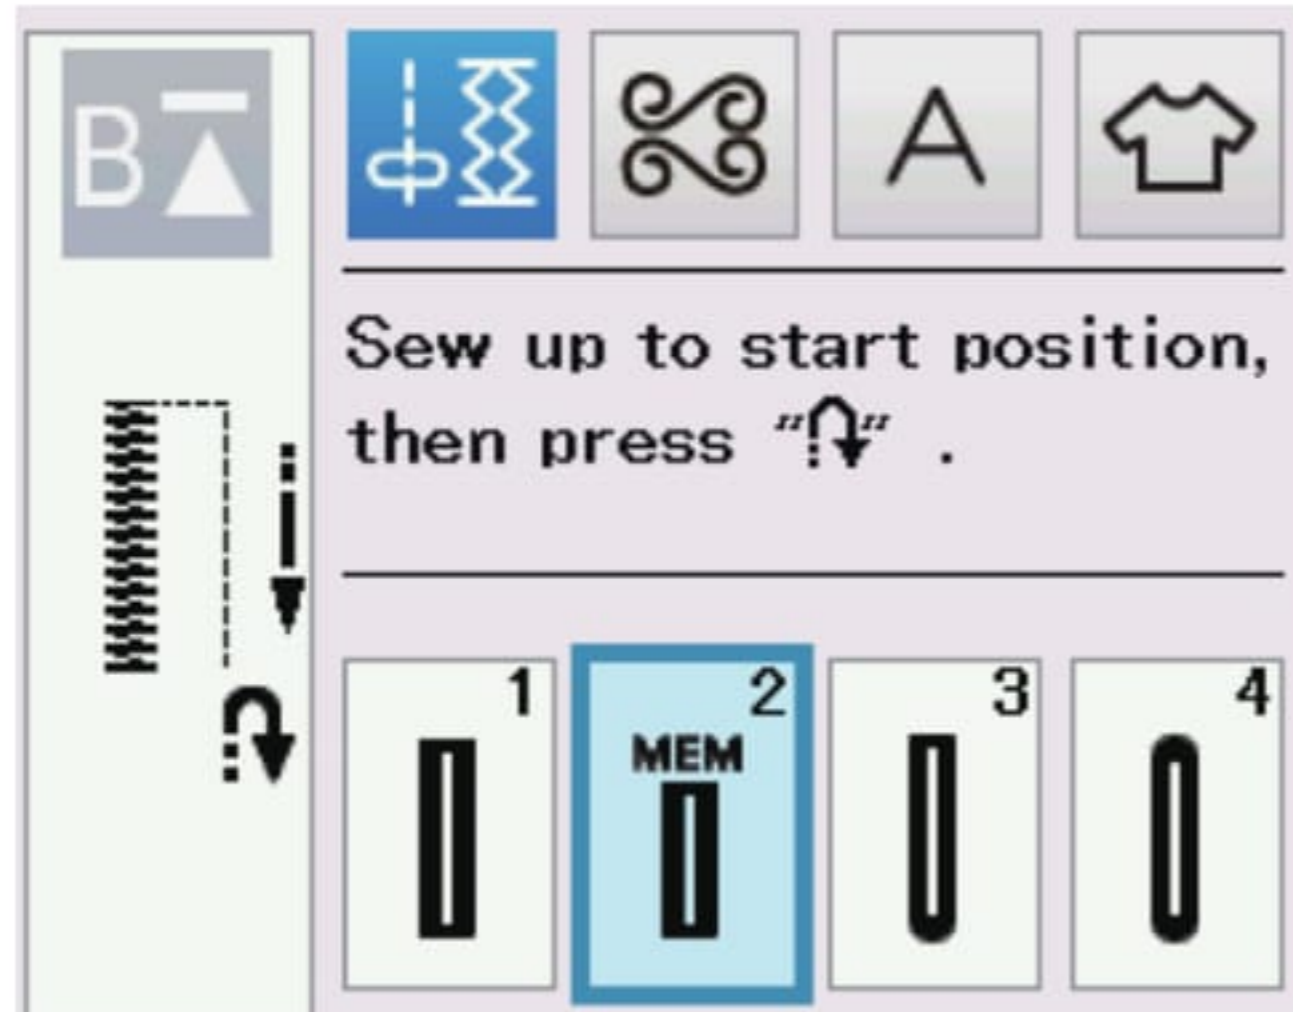 B
A
Sew up to start position,
then press "" .
1
2
3
4
MEM